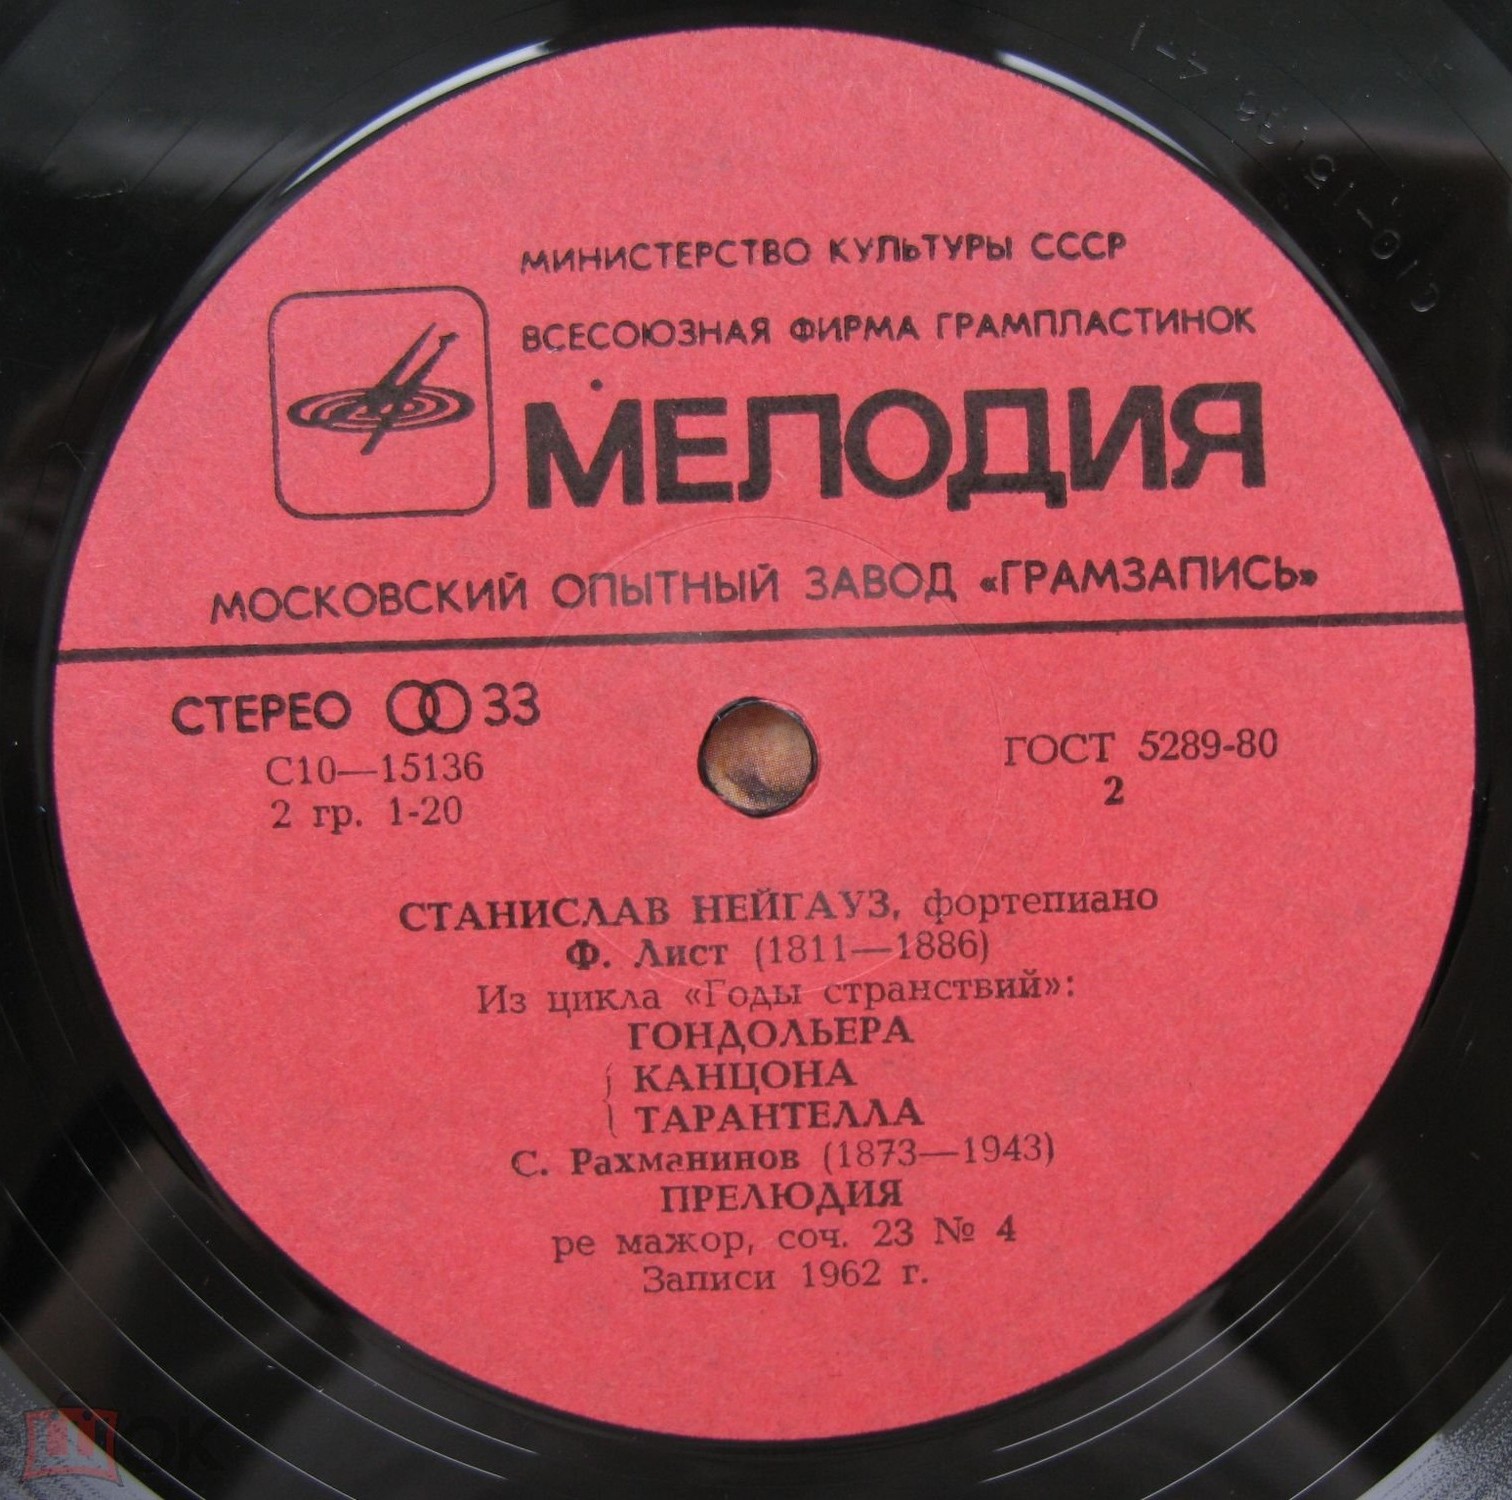 МИНИСТЕРСТВО КУЛЬТУРЫ СССР
ВСЕСОЮЗНАЯ ФИРМА ГРАМПЛАСТИНОК
МЕЛОДИЯ
МОСКОВСКИЙ ОПЫТНЫЙ ЗАВОД «ГРАМЗАПИСЬ»
СТЕРЕО 33
С10—15136
2 гр. 1-20
ГОСТ 5289-80
2
СТАНИСЛАВ НЕЙГАУЗ, фортепиано
Ф. Лист (1811—1886)
Из цикла «Годы странствий»:
ГОНДОЛЬЕРА
КАНЦОНА
ТАРАНТЕЛЛА
С. Рахманинов (1873—1943)
ПРЕЛЮДИЯ
ре мажор, соч. 23 № 4
Записи 1962 г.